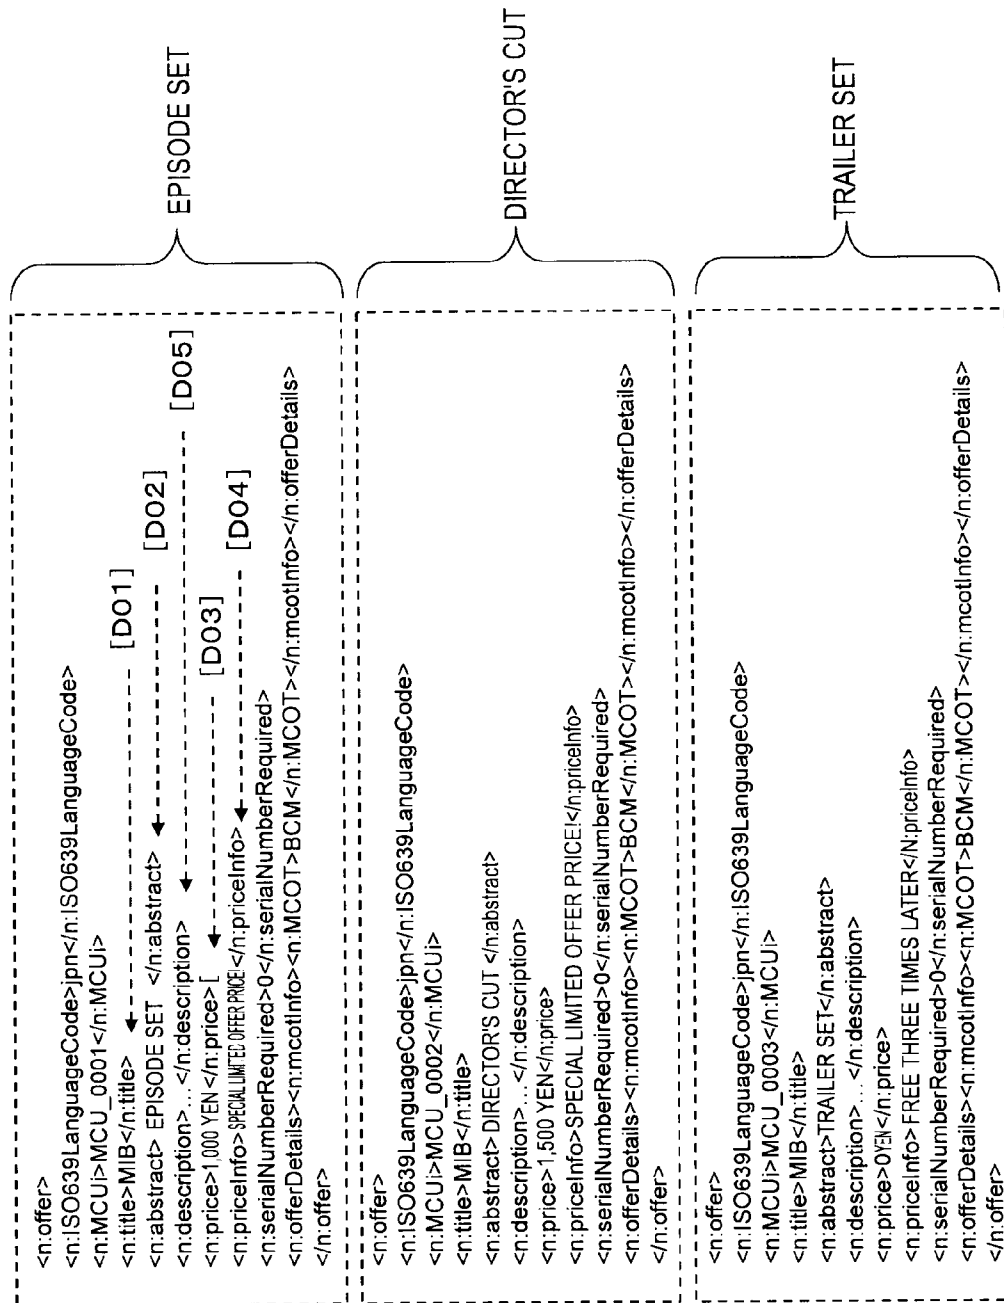 <n:offer>
<n:ISO639LanguageCode>jpn</n:ISO639LanguageCode>
<n:MCUi>MCU_0001</n:MCUi>
<n:title>MIB</n:title> [D01]
<n:abstract> EPISODE SET </n:abstract> [D02]
<n:description>... </n:description> [D05]
<n:price>1,000 YEN</n:price> [ [D03]
<n:priceInfo> SPECIAL LIMITED OFFER PRICE!</n:priceInfo> [D04]
<n:serialNumberRequired>0</n:serialNumberRequired>
<n:offerDetails><n:mcotInfo><n:MCOT>BCM</n:MCOT></n:mcotInfo></n:offerDetails>
</n:offer>
EPISODE SET
<n:offer>
<n:ISO639LanguageCode>jpn</n:ISO639LanguageCode>
<n:MCUi>MCU_0002</n:MCUi>
<n:title>MIB</n:title>
<n:abstract> DIRECTOR'S CUT </n:abstract>
<n:description>... </n:description>
<n:price>1,500 YEN</n:price>
<n:priceInfo>SPECIAL LIMITED OFFER PRICE!</n:priceInfo>
<n:serialNumberRequired>0</n:serialNumberRequired>
<n:offerDetails><n:mcotInfo><n:MCOT>BCM</n:MCOT></n:mcotInfo></n:offerDetails>
</n:offer>
DIRECTOR'S CUT
<n:offer>
<n:ISO639LanguageCode>jpn</n:ISO639LanguageCode>
<n:MCUi>MCU_0003</n:MCUi>
<n:title>MIB</n:title>
<n:abstract>TRAILER SET</n:abstract>
<n:description>... </n:description>
<n:price>0YEN</n:price>
<n:priceInfo>FREE THREE TIMES LATER</N:priceInfo>
<n:serialNumberRequired>0</n:serialNumberRequired>
<n:offerDetails><n:mcotInfo><n:MCOT>BCM</n:MCOT></n:mcotInfo></n:offerDetails>
</n:offer>
TRAILER SET